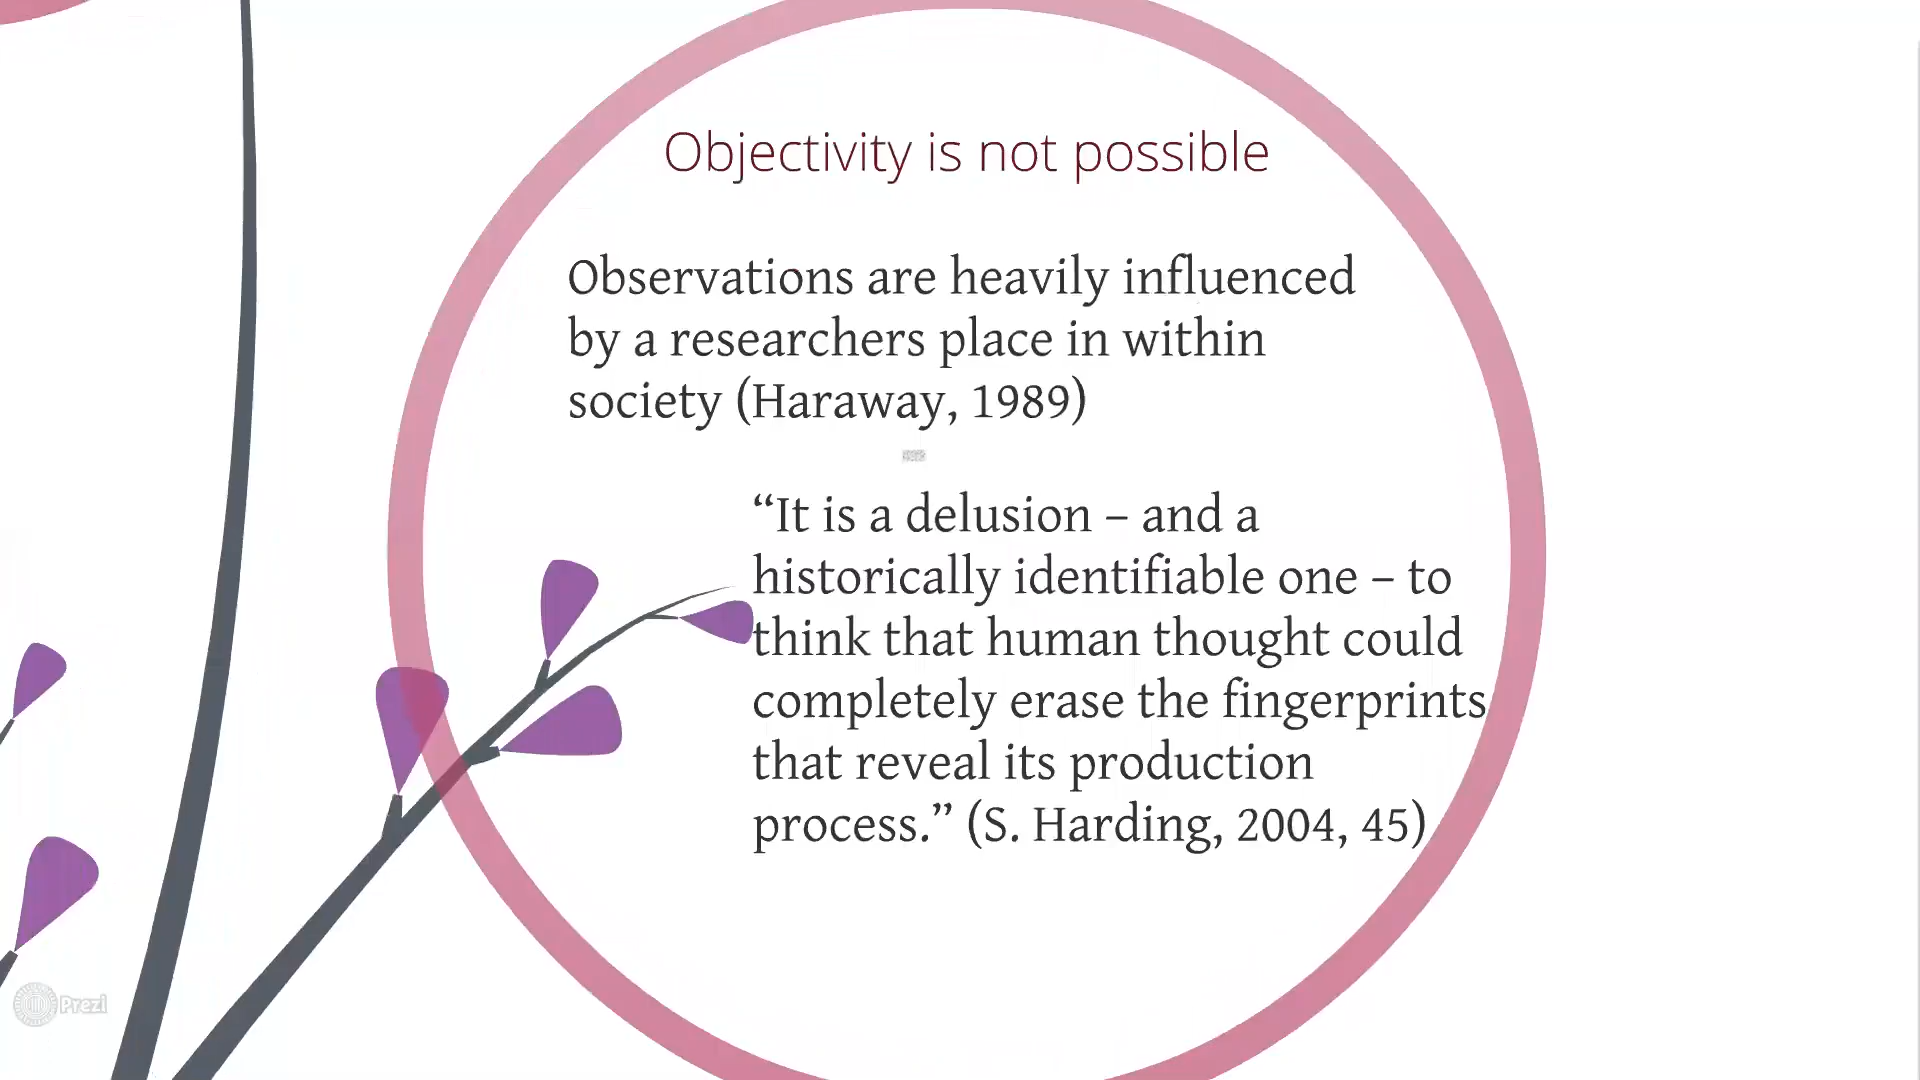 Objectivity is not possible
Observations are heavily influenced
by a researchers place in within
society (Haraway, 1989)
“It is a delusion – and a
historically identifiable one – to
think that human thought could
completely erase the fingerprints
that reveal its production
process.” (S. Harding, 2004, 45)
Prezi